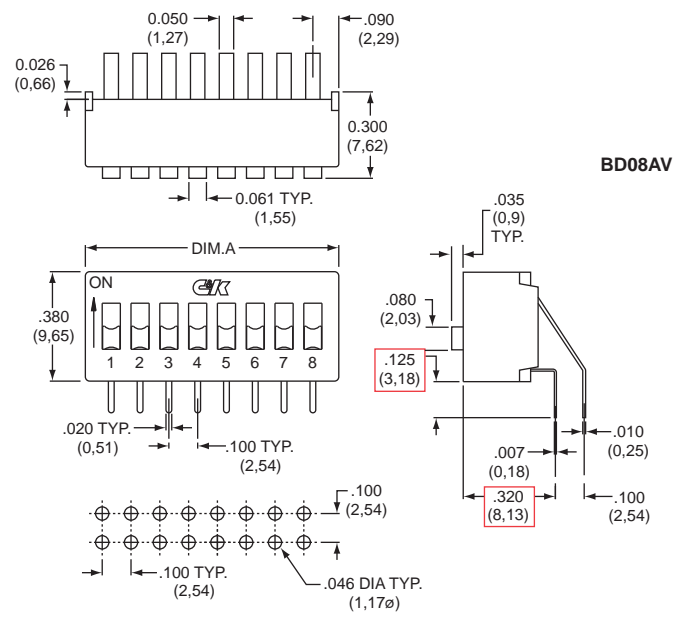 0.050
(1,27)
.090
(2,29)
0.026
(0,66)
0.300
(7,62)
BD08AV
0.061 TYP.
(1,55)
.035
(0,9)
TYP.
DIM.A
ON
C&K
.380
(9,65)
1 2 3 4 5 6 7 8
.080
(2,03)
.125
(3,18)
.020 TYP.
(0,51)
.100 TYP.
(2,54)
.010
(0,25)
.007
(0,18)
.320
(8,13)
.100
(2,54)
.100
(2,54)
.100 TYP.
(2,54)
.046 DIA TYP.
(1,17ø)